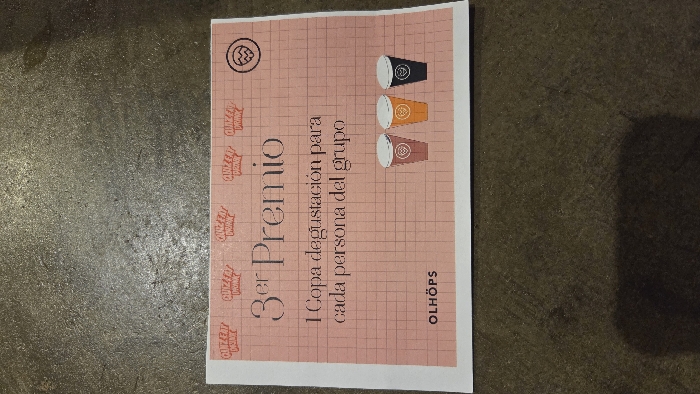 3er Premio
1 Copa degustación para
cada persona del grupo
OLHÖPS